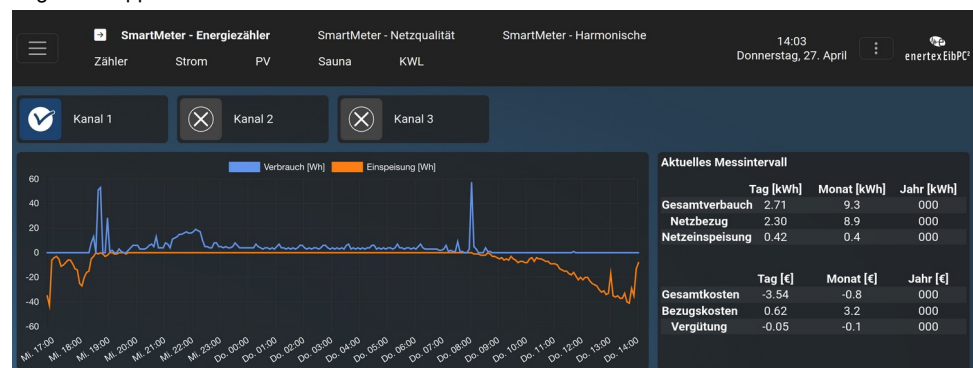 SmartMeter - Energiezähler SmartMeter - Netzqualität SmartMeter - Harmonische
Zähler Strom PV Sauna KWL
14:03
Donnerstag, 27. April
enertex EibPC²
Kanal 1 Kanal 2 Kanal 3
Verbrauch [Wh] Einspeisung [Wh]
60
40
20
0
-20
-40
-60
Mi. 17:00 Mi. 18:00 Mi. 19:00 Mi. 20:00 Mi. 21:00 Mi. 22:00 Mi. 23:00 Do. 00:00 Do. 01:00 Do. 02:00 Do. 03:00 Do. 04:00 Do. 05:00 Do. 06:00 Do. 07:00 Do. 08:00 Do. 09:00 Do. 10:00 Do. 11:00 Do. 12:00 Do. 13:00 Do. 14:00
Aktuelles Messintervall
Tag [kWh] Monat [kWh] Jahr [kWh]
Gesamtverbauch 2.71 9.3 000
Netzbezug 2.30 8.9 000
Netzeinspeisung 0.42 0.4 000
Tag [€] Monat [€] Jahr [€]
Gesamtkosten -3.54 -0.8 000
Bezugskosten 0.62 3.2 000
Vergütung -0.05 -0.1 000